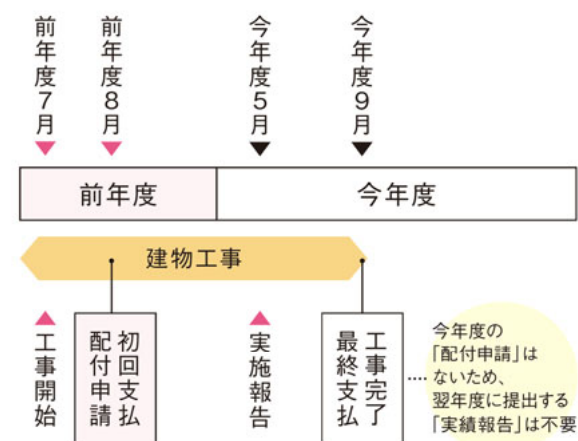 前年度7月
前年度8月
今年度5月
今年度9月
前年度
今年度
建物工事
工事開始
初回支払
配付申請
実施報告
工事完了
最終支払
今年度の
「配付申請」は
ないため、
翌年度に提出する
「実績報告」は不要